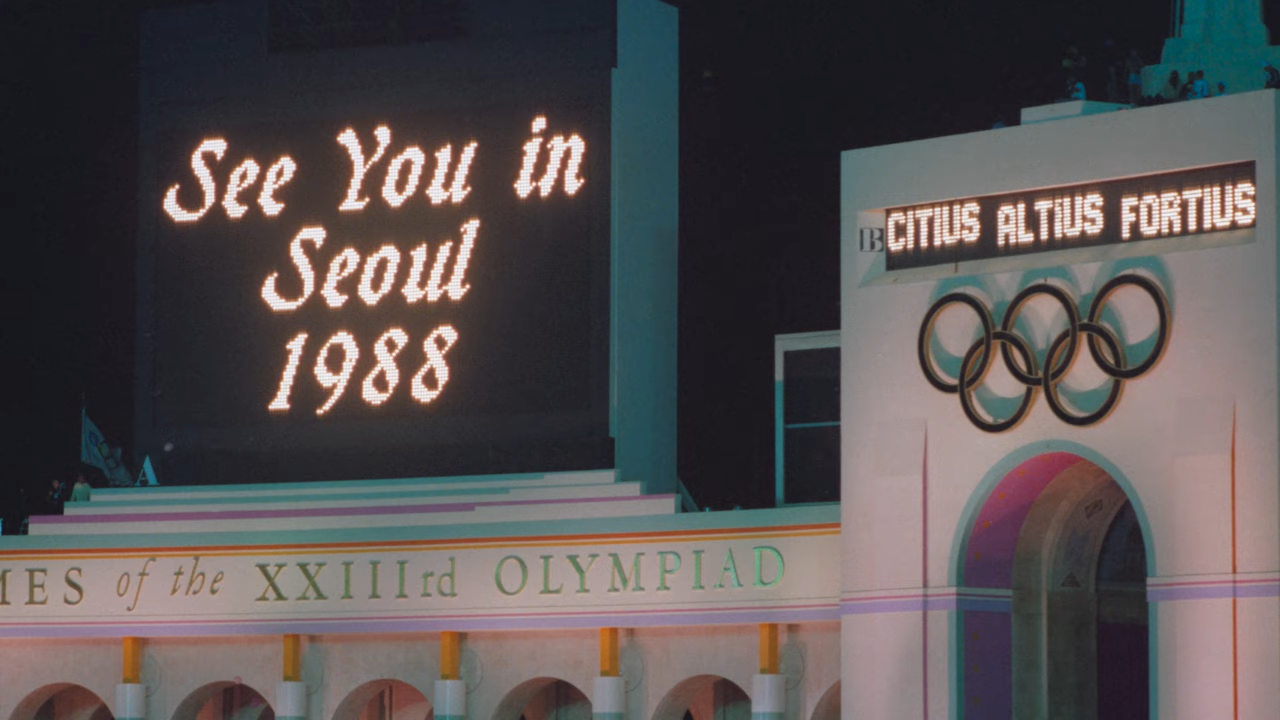 See You in
Seoul
1988
CITIUS ALTIUS FORTIUS
MES of the XXIIIrd OLYMPIAD